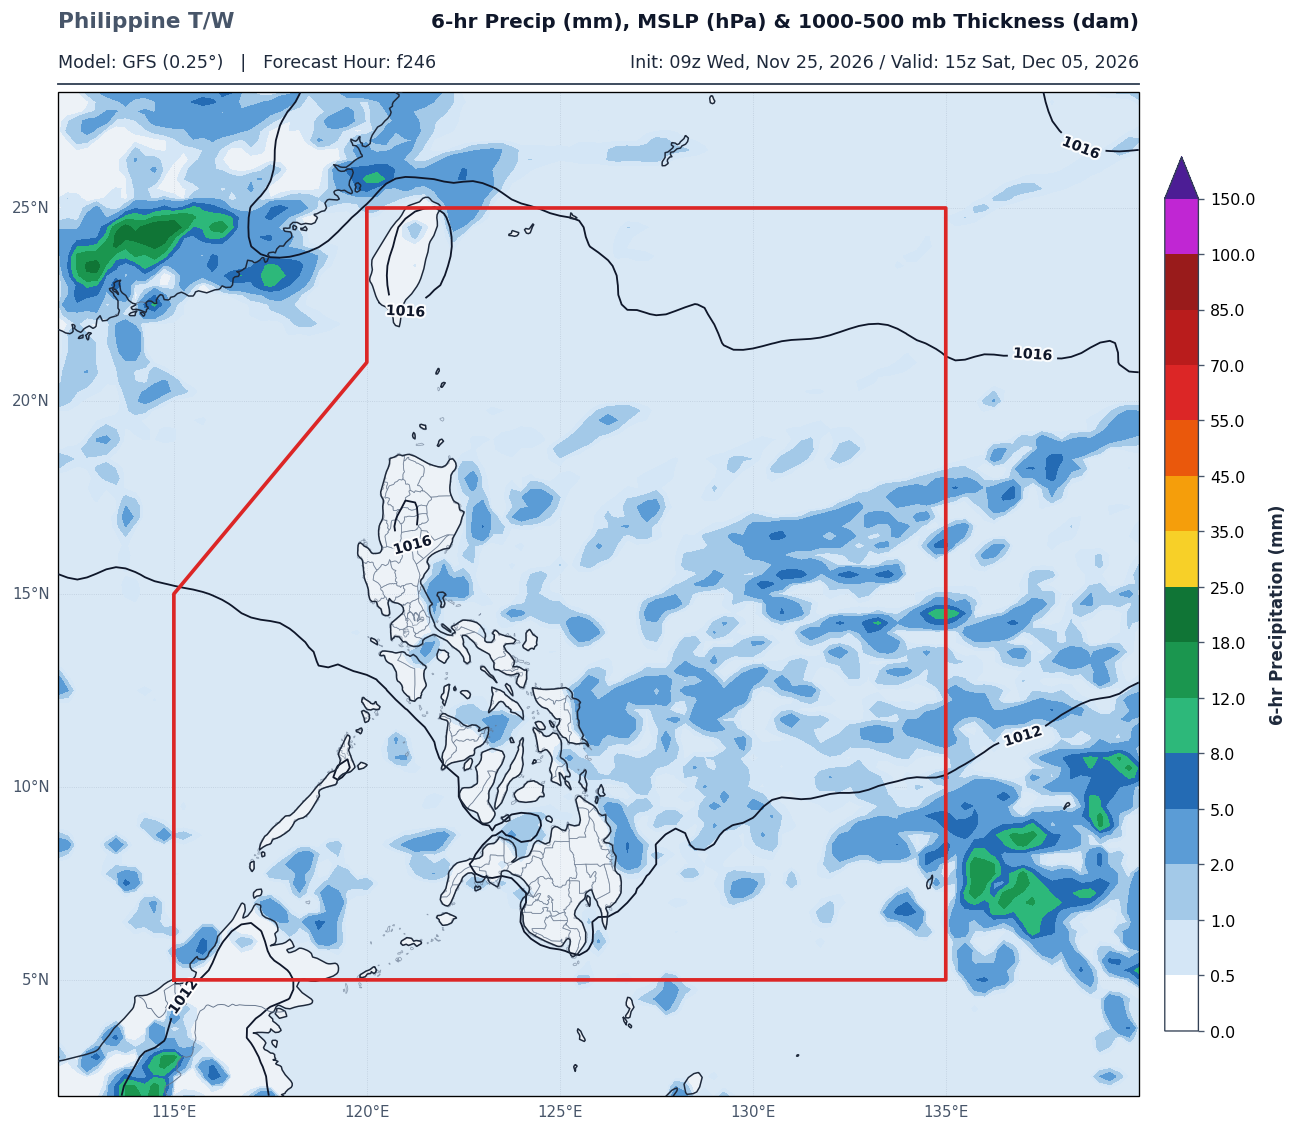 Philippine T/W
6-hr Precip (mm), MSLP (hPa) & 1000-500 mb Thickness (dam)
Model: GFS (0.25°) | Forecast Hour: f246
Init: 09z Wed, Nov 25, 2026 / Valid: 15z Sat, Dec 05, 2026
1016
1016
1016
1016
1012
1012
25°N
20°N
15°N
10°N
5°N
115°E
120°E
125°E
130°E
135°E
150.0
100.0
85.0
70.0
55.0
45.0
35.0
25.0
18.0
12.0
8.0
5.0
2.0
1.0
0.5
0.0
6-hr Precipitation (mm)